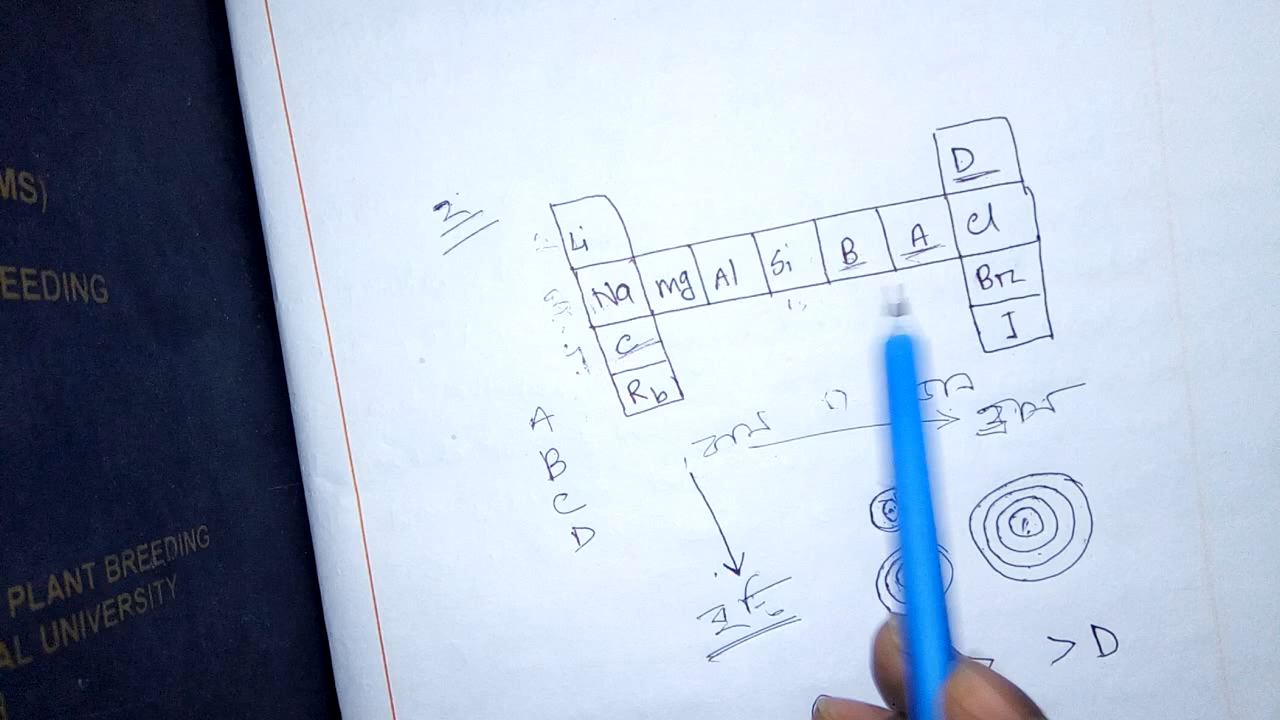 MS)
EEDING
PLANT BREEDING
AL UNIVERSITY
2.
D
Li
Na Mg Al Si B A Cl
C Br
Rb I
A
B
C
D
হ্রাস
বৃদ্ধি
> D